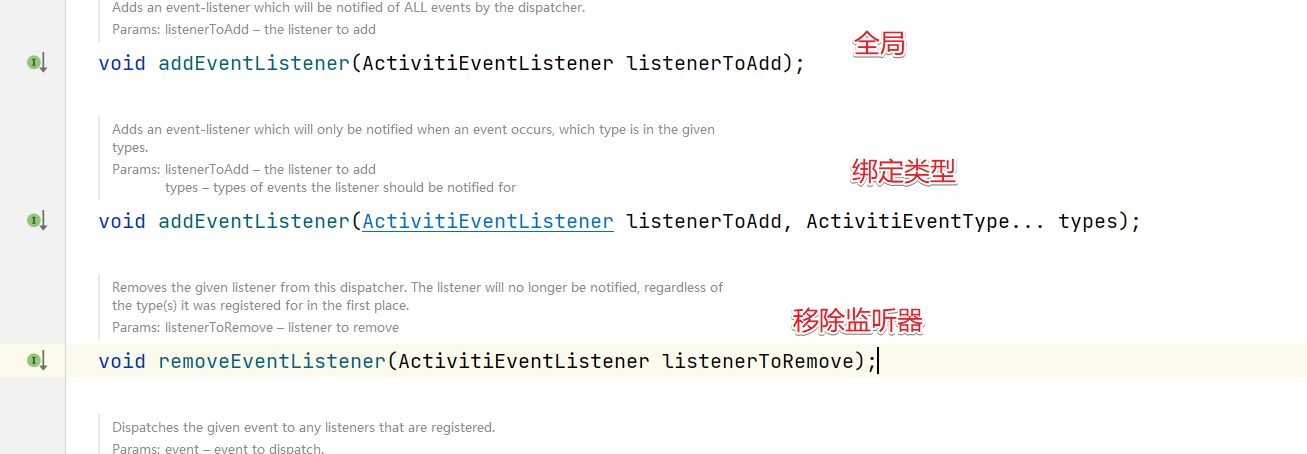 Adds an event-listener which will be notified of ALL events by the dispatcher.
Params: listenerToAdd – the listener to add
全局
void addEventListener(ActivitiEventListener listenerToAdd);
Adds an event-listener which will only be notified when an event occurs, which type is in the given
types.
Params: listenerToAdd – the listener to add
绑定类型
types – types of events the listener should be notified for
void addEventListener(ActivitiEventListener listenerToAdd, ActivitiEventType... types);
Removes the given listener from this dispatcher. The listener will no longer be notified, regardless of
the type(s) it was registered for in the first place.
移除监听器
Params: listenerToRemove – listener to remove
void removeEventListener(ActivitiEventListener listenerToRemove);
Dispatches the given event to any listeners that are registered.
Params: event – event to dispatch.